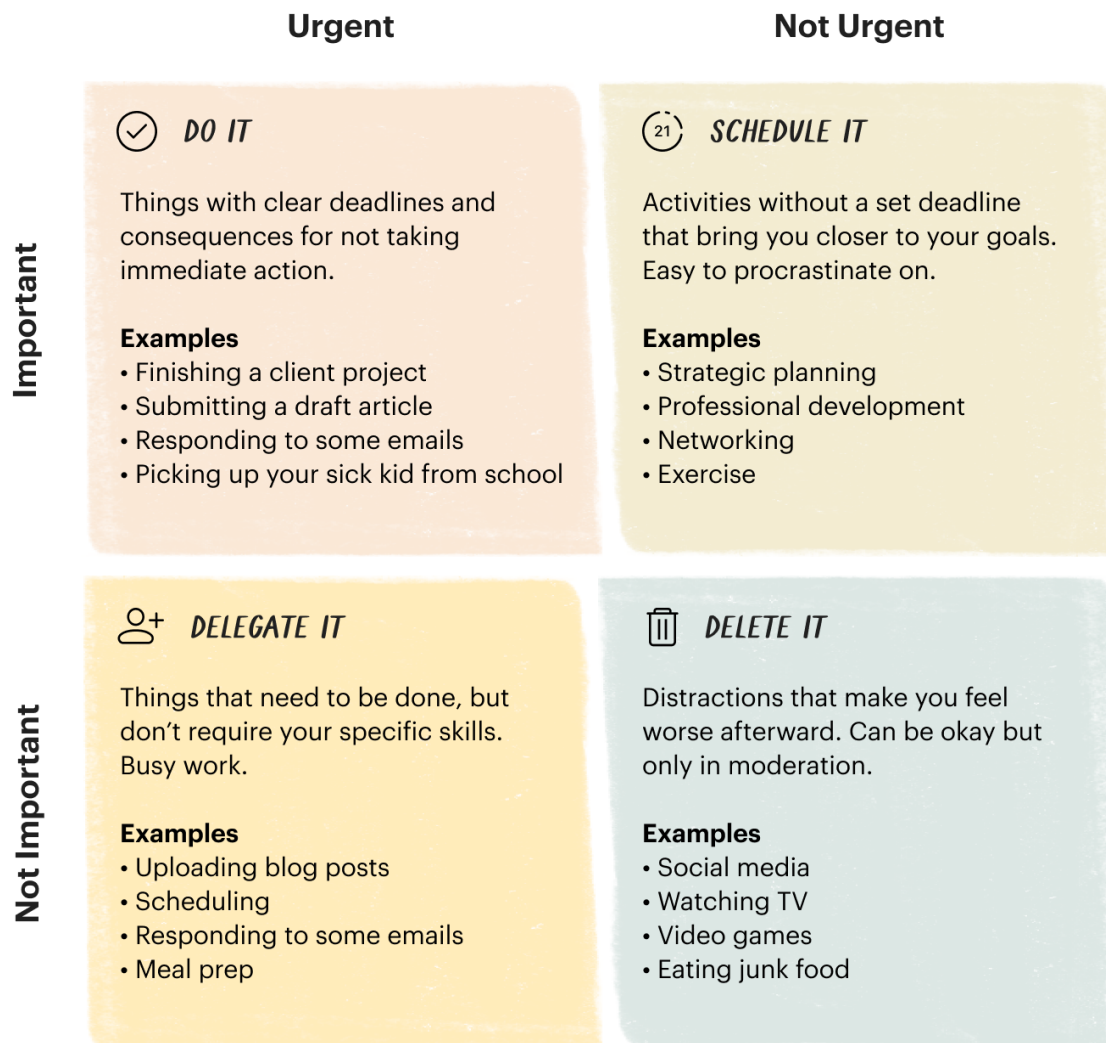 Urgent
Not Urgent
Important
DO IT
Things with clear deadlines and
consequences for not taking
immediate action.
Examples
• Finishing a client project
• Submitting a draft article
• Responding to some emails
• Picking up your sick kid from school
21
SCHEDULE IT
Activities without a set deadline
that bring you closer to your goals.
Easy to procrastinate on.
Examples
• Strategic planning
• Professional development
• Networking
• Exercise
Not Important
DELEGATE IT
Things that need to be done, but
don’t require your specific skills.
Busy work.
Examples
• Uploading blog posts
• Scheduling
• Responding to some emails
• Meal prep
DELETE IT
Distractions that make you feel
worse afterward. Can be okay but
only in moderation.
Examples
• Social media
• Watching TV
• Video games
• Eating junk food